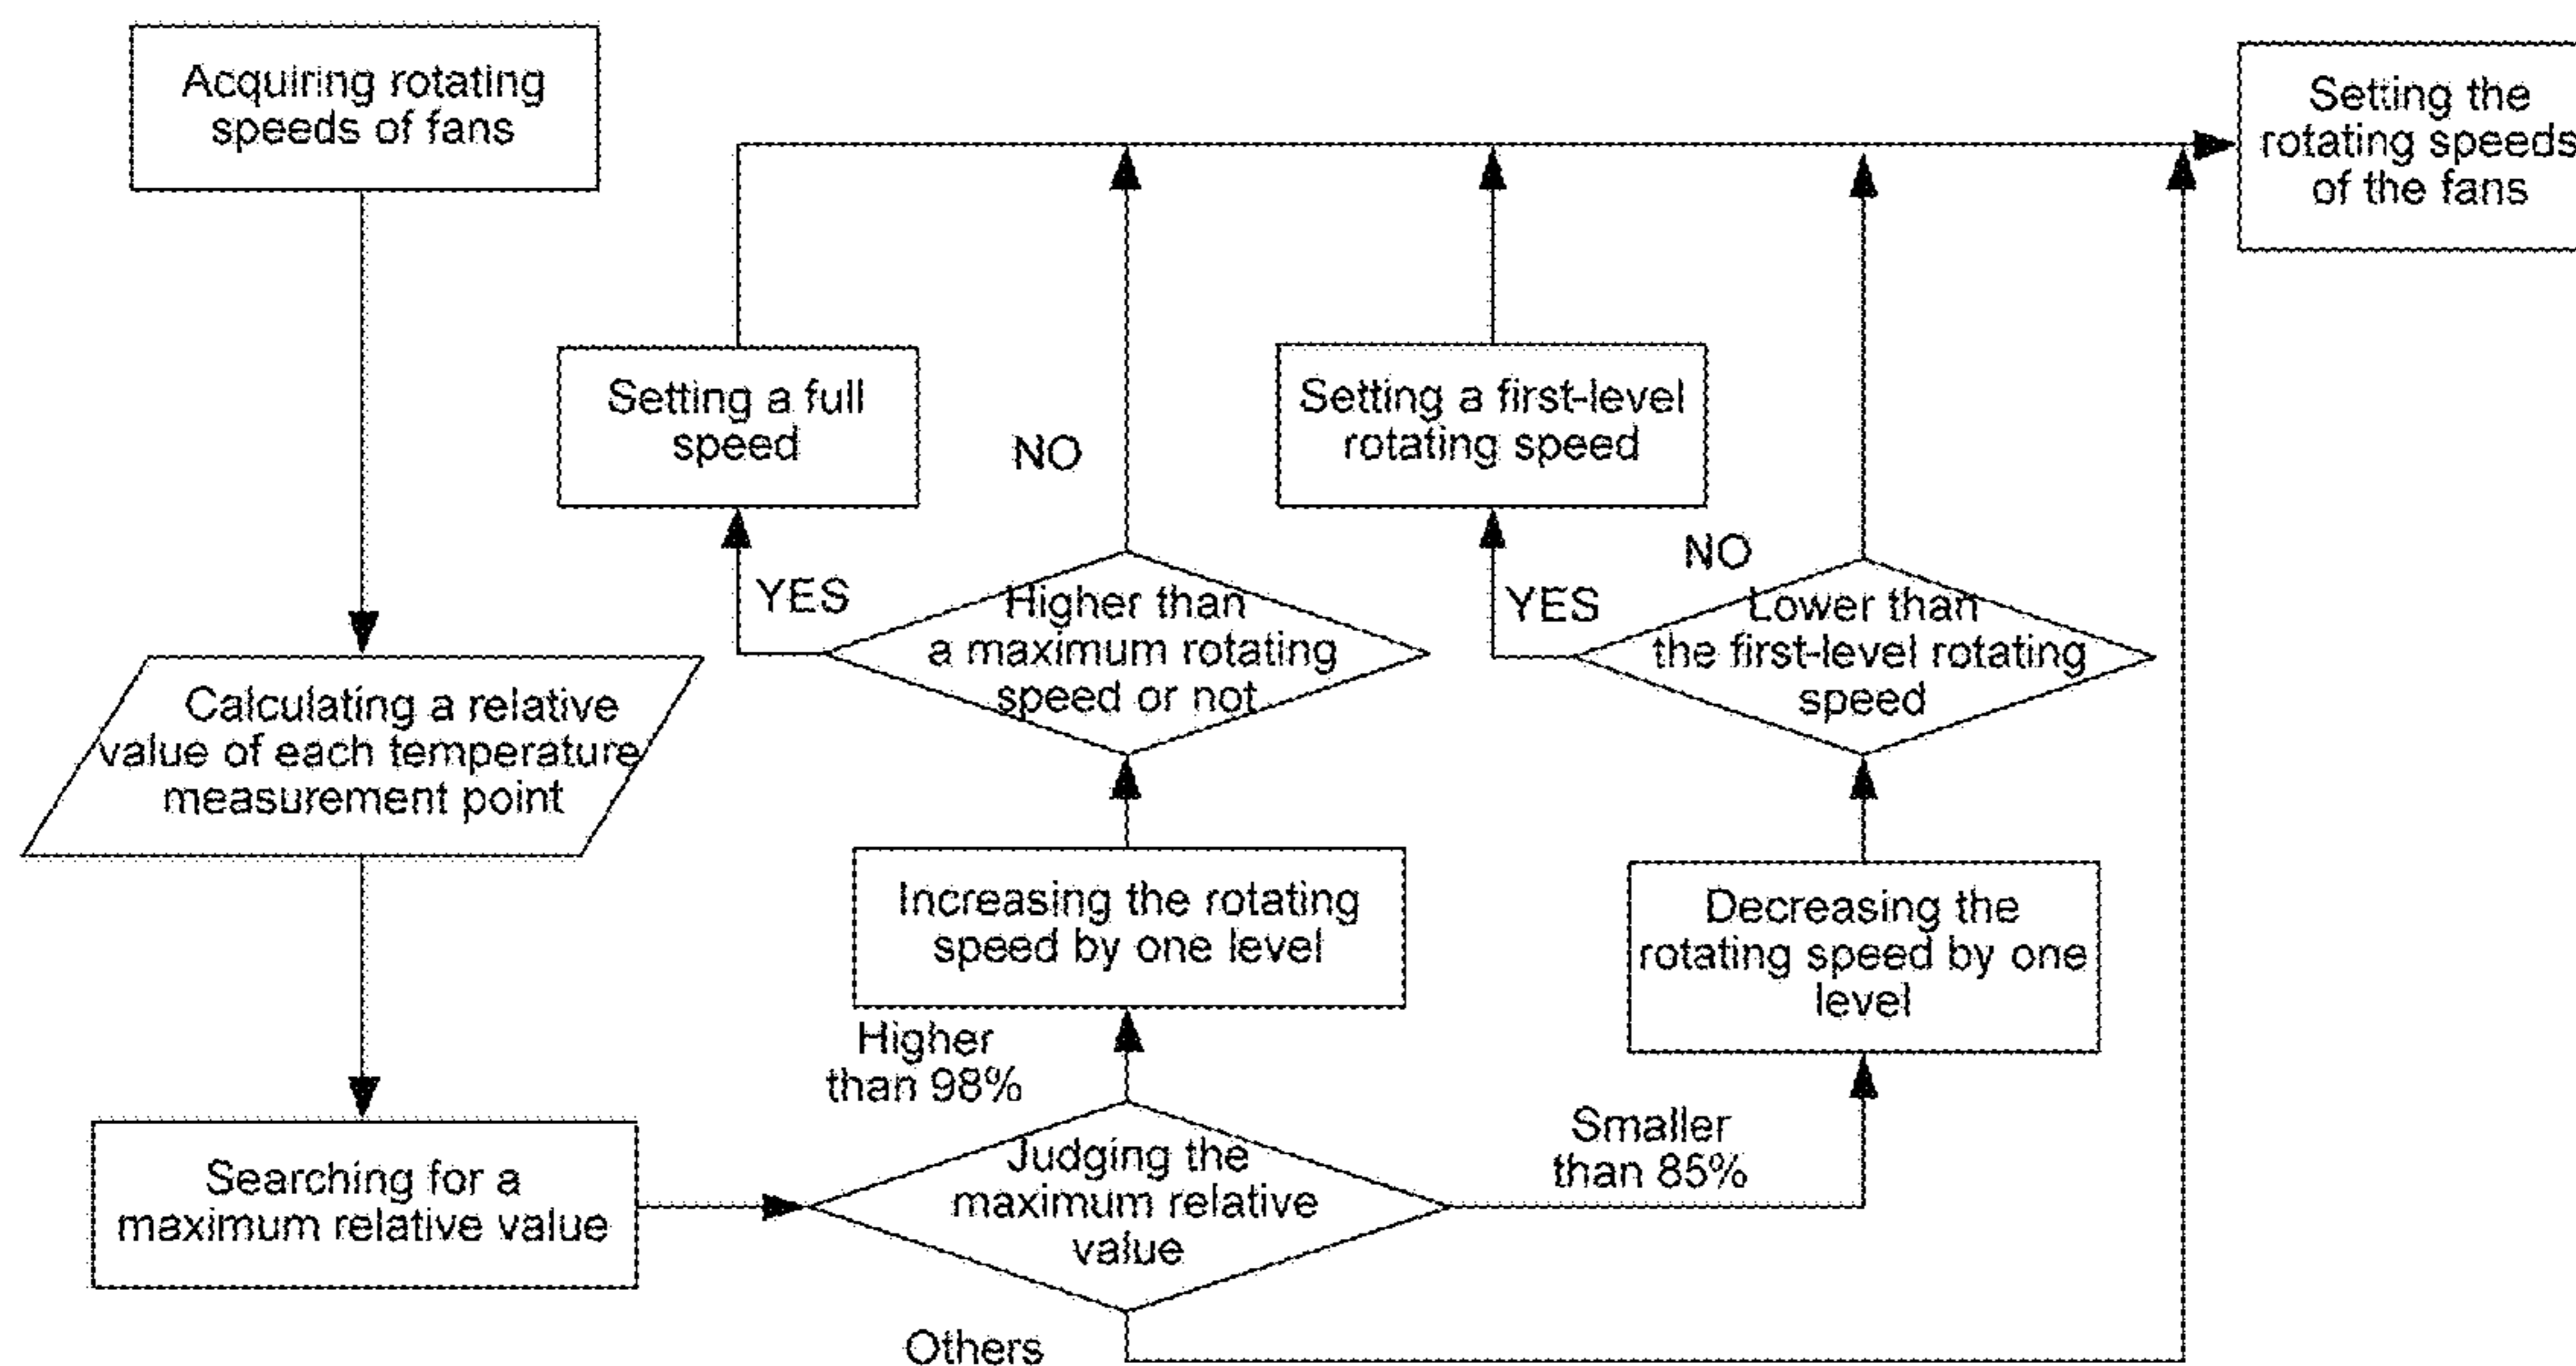 Acquiring rotating
speeds of fans
Setting the
rotating speeds
of the fans
Setting a full
speed
NO
Setting a first-level
rotating speed
NO
YES
Higher than
a maximum rotating
speed or not
YES
Lower than
the first-level rotating
speed
Calculating a relative
value of each temperature
measurement point
Increasing the rotating
speed by one level
Decreasing the
rotating speed by one
level
Higher
than 98%
Smaller
than 85%
Searching for a
maximum relative value
Judging the
maximum relative
value
Others